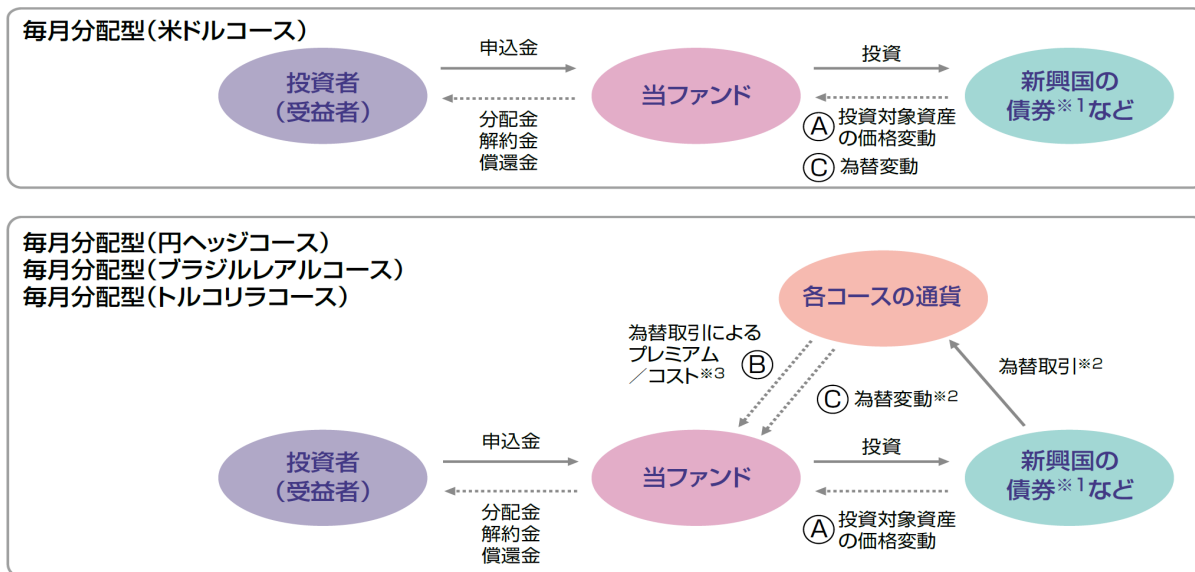 毎月分配型(米ドルコース)
投資者
(受益者)
申込金
分配金
解約金
償還金
当ファンド
投資
Ⓐ 投資対象資産
の価格変動
Ⓒ 為替変動
新興国の
債券※1など
毎月分配型(円ヘッジコース)
毎月分配型(ブラジルレアルコース)
毎月分配型(トルコリラコース)
各コースの通貨
為替取引による
プレミアム
/コスト※3
Ⓑ
Ⓒ 為替変動※2
為替取引※2
投資者
(受益者)
申込金
分配金
解約金
償還金
当ファンド
投資
Ⓐ 投資対象資産
の価格変動
新興国の
債券※1など